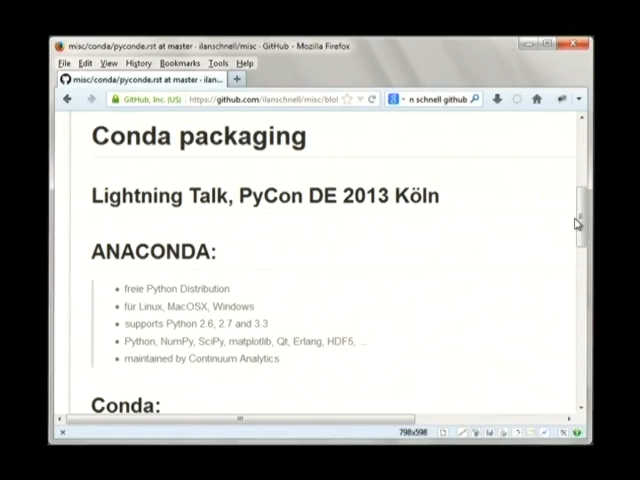 misc/conda/pyconde.rst at master · ilanschnell/misc · GitHub - Mozilla Firefox
File Edit View History Bookmarks Tools Help
misc/conda/pyconde.rst at master · ilan...
GitHub, Inc. (US) https://github.com/ilanschnell/misc/blol n schnell github
Conda packaging
Lightning Talk, PyCon DE 2013 Köln
ANACONDA:
• freie Python Distribution
• für Linux, MacOSX, Windows
• supports Python 2.6, 2.7 and 3.3
• Python, NumPy, SciPy, matplotlib, Qt, Erlang, HDF5, ...
• maintained by Continuum Analytics
Conda:
798x598